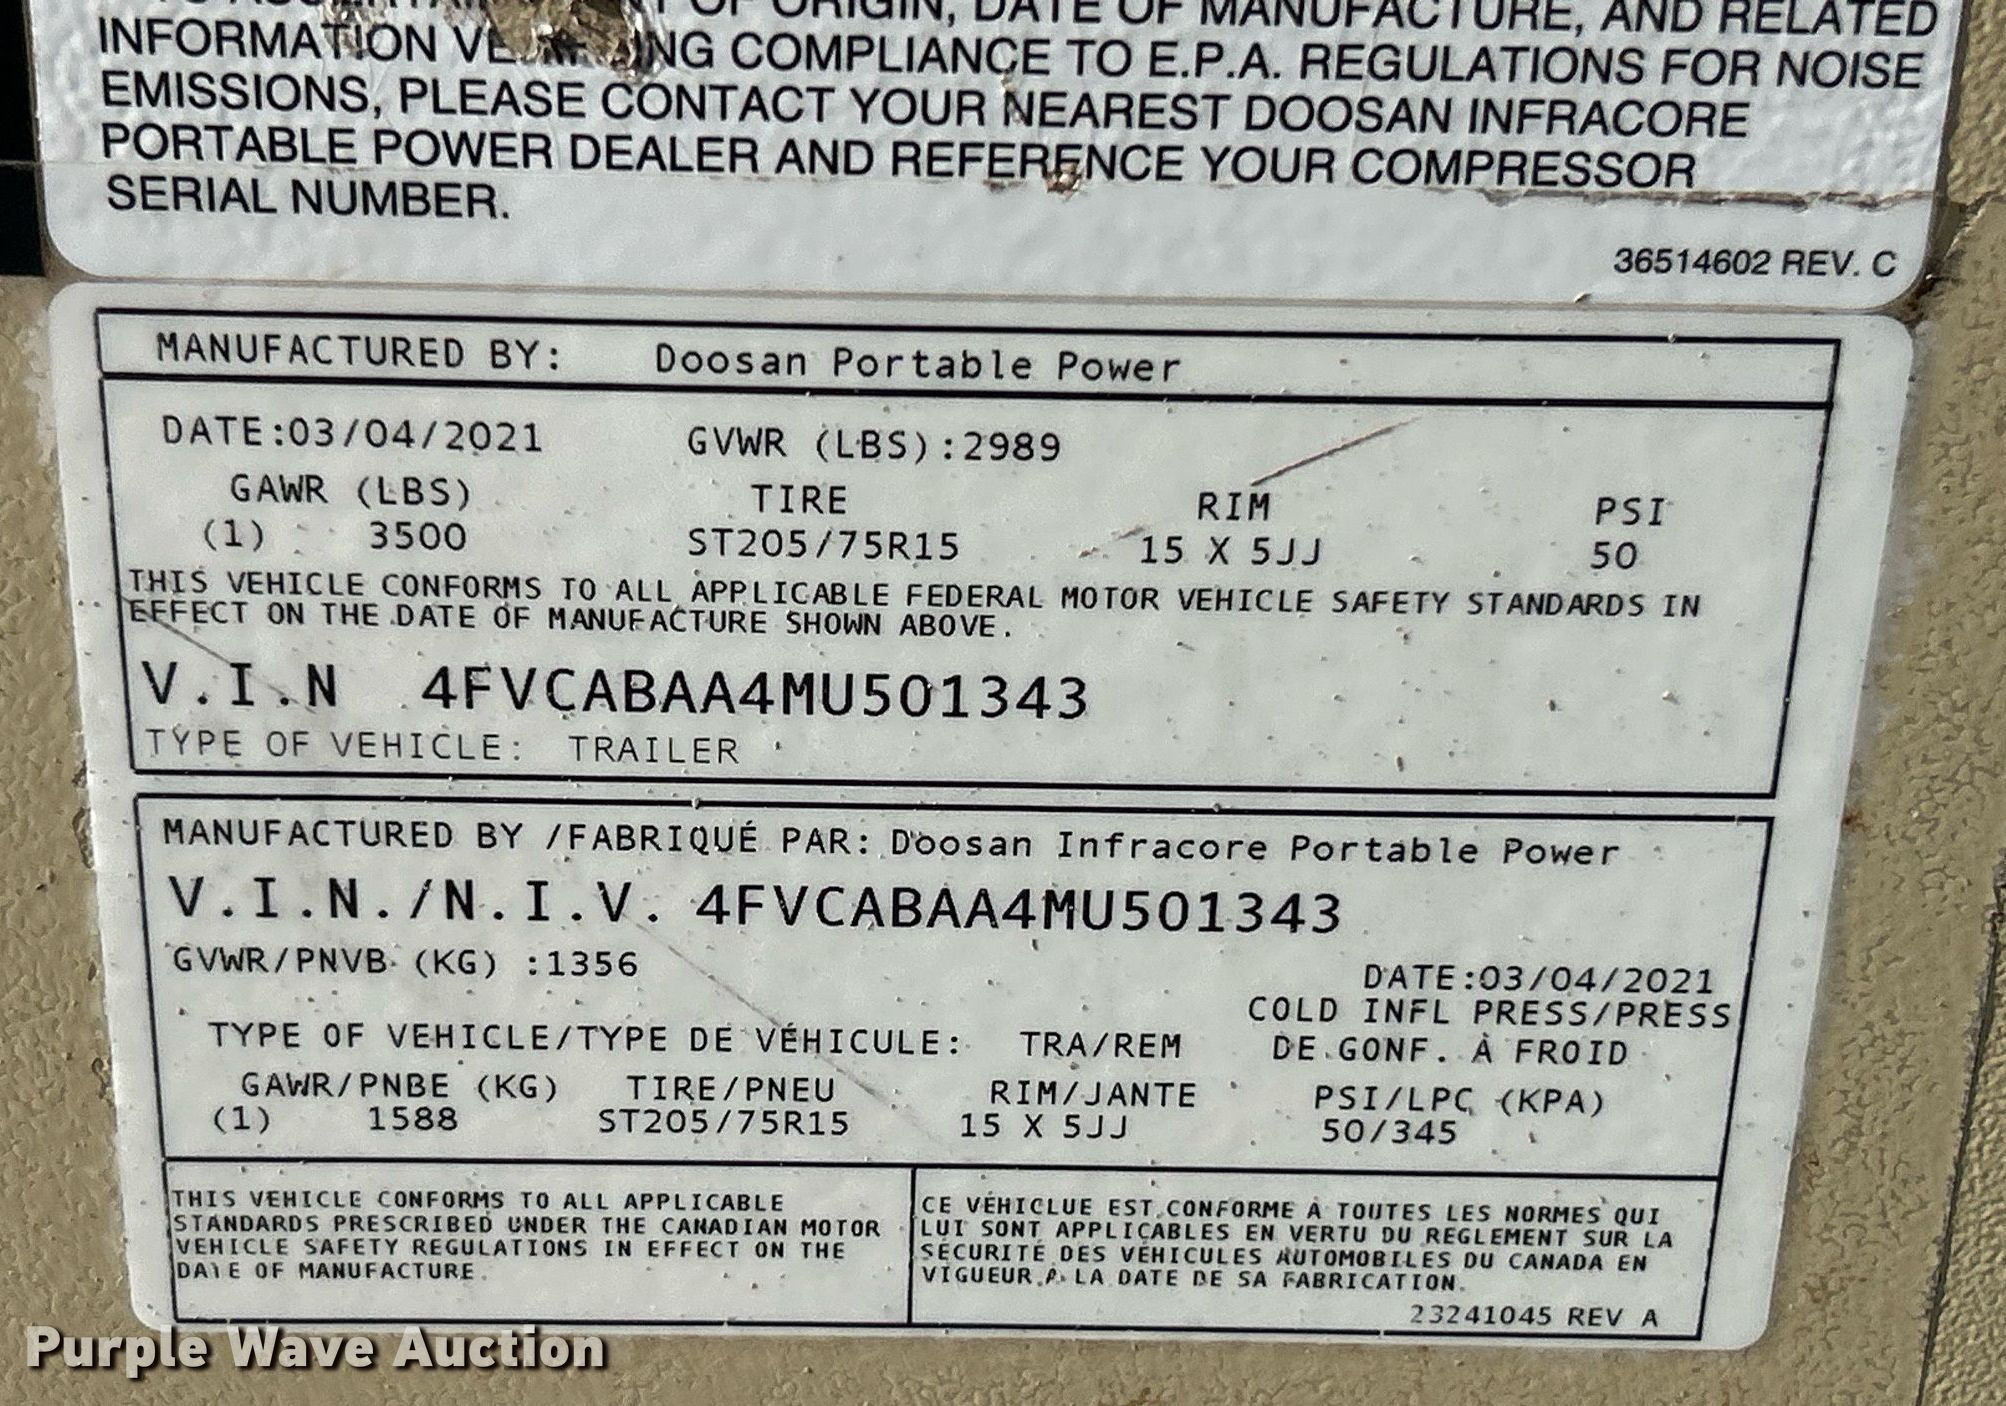 OF ORIGIN, DATE OF MANUFACTURE, AND RELATED
INFORMATION COMPLIANCE TO E.P.A. REGULATIONS FOR NOISE
EMISSIONS, PLEASE CONTACT YOUR NEAREST DOOSAN INFRACORE
PORTABLE POWER DEALER AND REFERENCE YOUR COMPRESSOR
SERIAL NUMBER.
36514602 REV. C
MANUFACTURED BY: Doosan Portable Power
DATE:03/04/2021 GVWR (LBS):2989
GAWR (LBS) TIRE RIM PSI
(1) 3500 ST205/75R15 15 X 5JJ 50
THIS VEHICLE CONFORMS TO ALL APPLICABLE FEDERAL MOTOR VEHICLE SAFETY STANDARDS IN
EFFECT ON THE DATE OF MANUFACTURE SHOWN ABOVE.
V.I.N 4FVCABAA4MU501343
TYPE OF VEHICLE: TRAILER
MANUFACTURED BY /FABRIQUÉ PAR: Doosan Infracore Portable Power
V.I.N./N.I.V. 4FVCABAA4MU501343
GVWR/PNVB (KG) :1356
DATE:03/04/2021
COLD INFL PRESS/PRESS
TYPE OF VEHICLE/TYPE DE VÉHICULE: TRA/REM DE GONF. À FROID
GAWR/PNBE (KG) TIRE/PNEU RIM/JANTE PSI/LPC (KPA)
(1) 1588 ST205/75R15 15 X 5JJ 50/345
THIS VEHICLE CONFORMS TO ALL APPLICABLE
STANDARDS PRESCRIBED UNDER THE CANADIAN MOTOR
VEHICLE SAFETY REGULATIONS IN EFFECT ON THE
DATE OF MANUFACTURE.
CE VÉHICLUE EST CONFORME À TOUTES LES NORMES QUI
LUI SONT APPLICABLES EN VERTU DU REGLEMENT SUR LA
SÉCURITÉ DES VÉHICULES AUTOMOBILES DU CANADA EN
VIGUEUR À LA DATE DE SA FABRICATION.
23241045 REV A
Purple Wave Auction